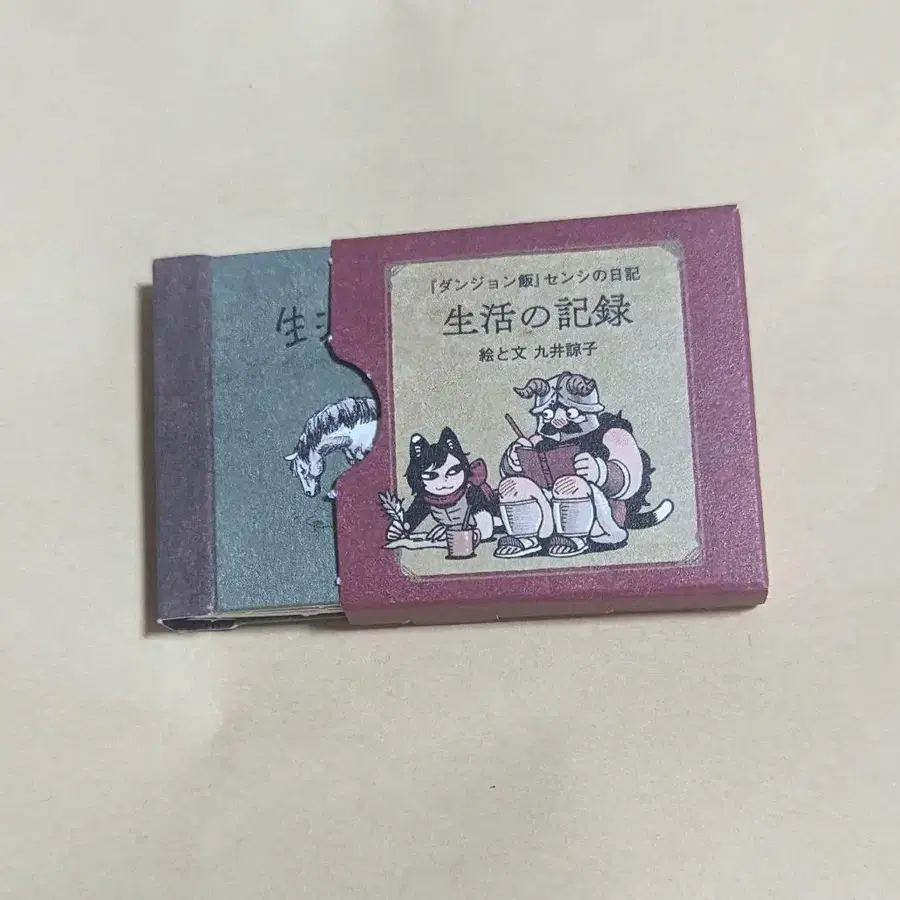 『ダンジョン飯』センシの日記
生活の記録
絵と文 九井諒子
生